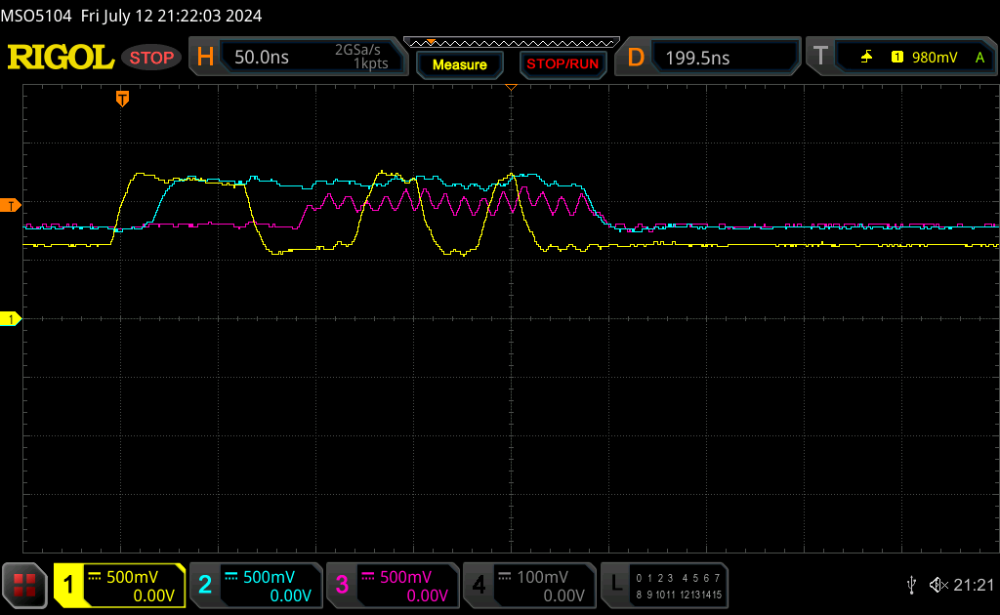 MSO5104 Fri July 12 21:22:03 2024
RIGOL STOP H 50.0ns 2GSa/s 1kpts Measure STOP/RUN D 199.5ns T 1 980mV A
T
T
1
1 500mV 0.00V 2 500mV 0.00V 3 500mV 0.00V 4 100mV 0.00V L 0 1 2 3 4 5 6 7
8 9 10 11 12 13 14 15
21:21